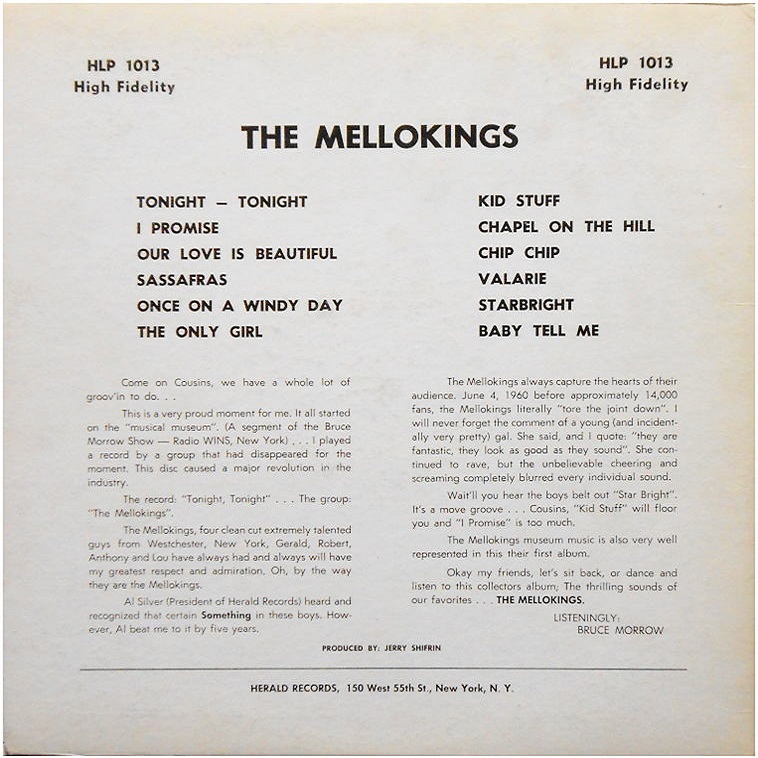 HLP 1013
High Fidelity
HLP 1013
High Fidelity
THE MELLOKINGS
TONIGHT – TONIGHT
I PROMISE
OUR LOVE IS BEAUTIFUL
SASSAFRAS
ONCE ON A WINDY DAY
THE ONLY GIRL
KID STUFF
CHAPEL ON THE HILL
CHIP CHIP
VALARIE
STARBRIGHT
BABY TELL ME
Come on Cousins, we have a whole lot of
groov'in to do. . .
This is a very proud moment for me. It all started
on the "musical museum". (A segment of the Bruce
Morrow Show — Radio WINS, New York) . . . I played
a record by a group that had disappeared for the
moment. This disc caused a major revolution in the
industry.
The record: "Tonight, Tonight" . . . The group:
"The Mellokings".
The Mellokings, four clean cut extremely talented
guys from Westchester, New York, Gerald, Robert,
Anthony and Lou have always had and always will have
my greatest respect and admiration. Oh, by the way
they are the Mellokings.
Al Silver (President of Herald Records) heard and
recognized that certain Something in these boys. How-
ever, Al beat me to it by five years.
The Mellokings always capture the hearts of their
audience. June 4, 1960 before approximately 14,000
fans, the Mellokings literally "tore the joint down". I
will never forget the comment of a young (and incident-
ally very pretty) gal. She said, and I quote: "they are
fantastic, they look as good as they sound". She con-
tinued to rave, but the unbelievable cheering and
screaming completely blurred every individual sound.
Wait'll you hear the boys belt out "Star Bright".
It's a move groove . . . Cousins, "Kid Stuff" will floor
you and "I Promise" is too much.
The Mellokings museum music is also very well
represented in this their first album.
Okay my friends, let's sit back, or dance and
listen to this collectors album; The thrilling sounds of
our favorites . . . THE MELLOKINGS.
LISTENINGLY:
BRUCE MORROW
PRODUCED BY: JERRY SHIFRIN
HERALD RECORDS, 150 West 55th St., New York, N. Y.